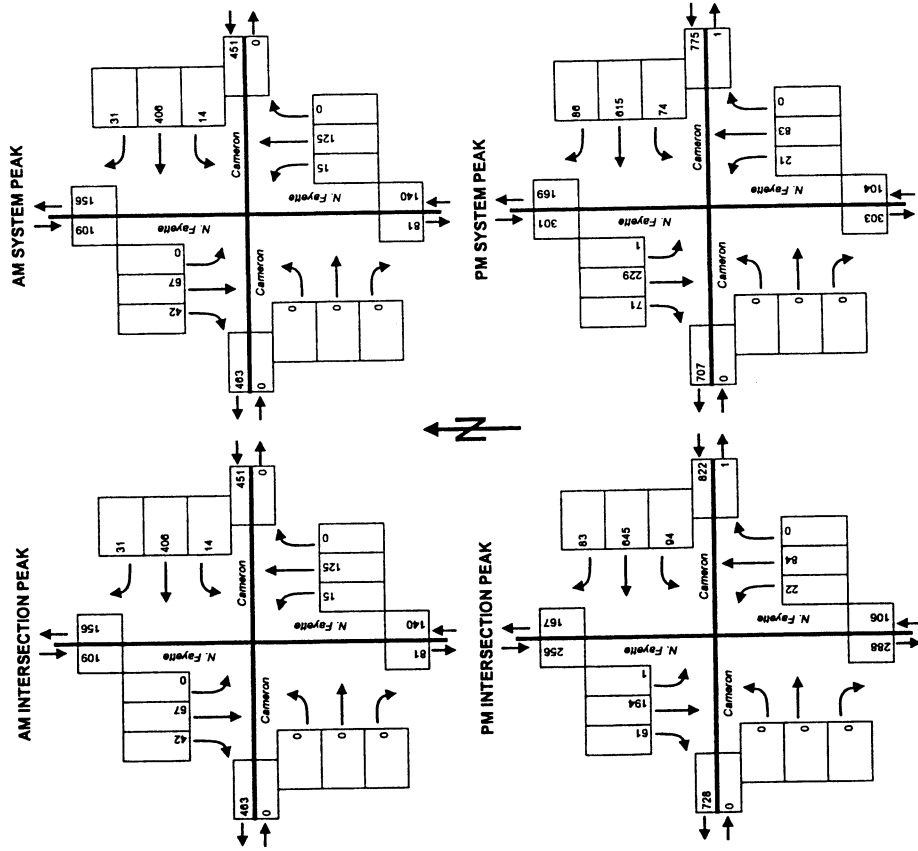 AM INTERSECTION PEAK
109 156
31
406
14
42 67 0
451
0
N. Fayette
Cameron
Cameron
N. Fayette
463
0
0
0
0
15 125 0
81 140
AM SYSTEM PEAK
109 156
31
406
14
42 67 0
451
0
N. Fayette
Cameron
Cameron
N. Fayette
463
0
0
0
0
15 125 0
81 140
N
PM INTERSECTION PEAK
256 167
83
645
94
61 194 1
822
1
N. Fayette
Cameron
Cameron
N. Fayette
728
0
0
0
0
22 84 0
288 106
PM SYSTEM PEAK
301 169
86
615
74
71 229 1
775
1
N. Fayette
Cameron
Cameron
N. Fayette
707
0
0
0
0
21 83 0
303 104